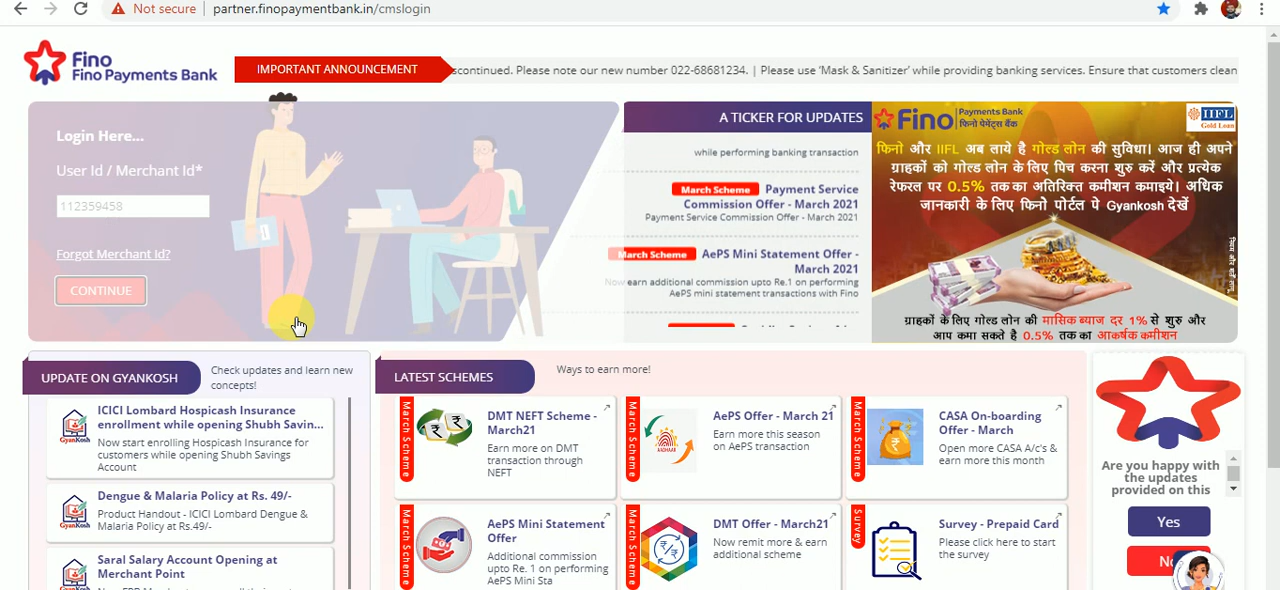 Not secure
partner.finopaymentbank.in/cmslogin
Fino
Fino Payments Bank
IMPORTANT ANNOUNCEMENT
scontinued. Please note our new number 022-68681234. | Please use ‘Mask & Sanitizer’ while providing banking services. Ensure that customers clean
Login Here...
User Id / Merchant Id*
112359458
Forgot Merchant Id?
CONTINUE
A TICKER FOR UPDATES
while performing banking transaction
March Scheme Payment Service
Commission Offer - March 2021
Payment Service Commission Offer - March 2021
March Scheme AePS Mini Statement Offer -
March 2021
Now earn additional commission upto Re.1 on performing
AePS mini statement transactions with Fino
Fino Payments Bank
फिनो पेमेंट्स बैंक
IIFL
Gold Loan
फिनो और IIFL अब लाये है गोल्ड लोन की सुविधा। आज ही अपने
ग्राहकों को गोल्ड लोन के लिए पिच करना शुरु करें और प्रत्येक
रेफरल पर 0.5% तक का अतिरिक्त कमीशन कमाइये। अधिक
जानकारी के लिए फिनो पोर्टल पे Gyankosh देखें
ग्राहकों के लिए गोल्ड लोन की मासिक ब्याज दर 1% से शुरु और
आप कमा सकते है 0.5% तक का आकर्षक कमीशन
UPDATE ON GYANKOSH
Check updates and learn new
concepts!
GyanKosh
ICICI Lombard Hospicash Insurance
enrollment while opening Shubh Savin...
Now start enrolling Hospicash Insurance for
customers while opening Shubh Savings
Account
GyanKosh
Dengue & Malaria Policy at Rs. 49/-
Product Handout - ICICI Lombard Dengue &
Malaria Policy at Rs.49/-
GyanKosh
Saral Salary Account Opening at
Merchant Point
LATEST SCHEMES
Ways to earn more!
March Scheme
DMT NEFT Scheme -
March21
Earn more on DMT
transaction through
NEFT
March Scheme
AADHAAR
AePS Offer - March 21
Earn more this season
on AePS transaction
March Scheme
CASA On-boarding
Offer - March
Open more CASA A/c's &
earn more this month
March Scheme
AePS Mini Statement
Offer
Additional commission
upto Re. 1 on performing
AePS Mini Sta
March Scheme
DMT Offer - March21
Now remit more & earn
additional scheme
Survey
Survey - Prepaid Card
Please click here to start
the survey
Are you happy with
the updates
provided on this
Yes